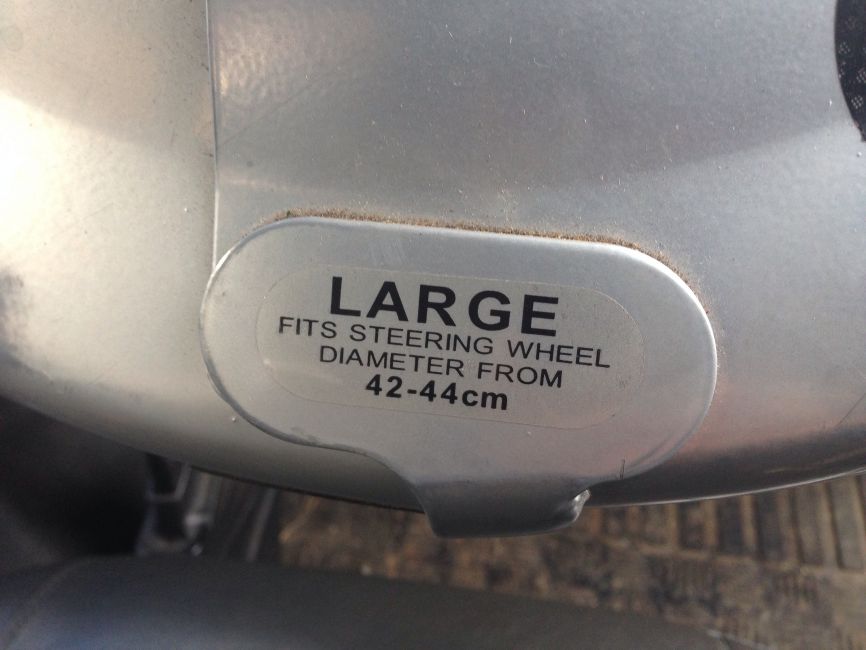 LARGE
FITS STEERING WHEEL
DIAMETER FROM
42-44cm